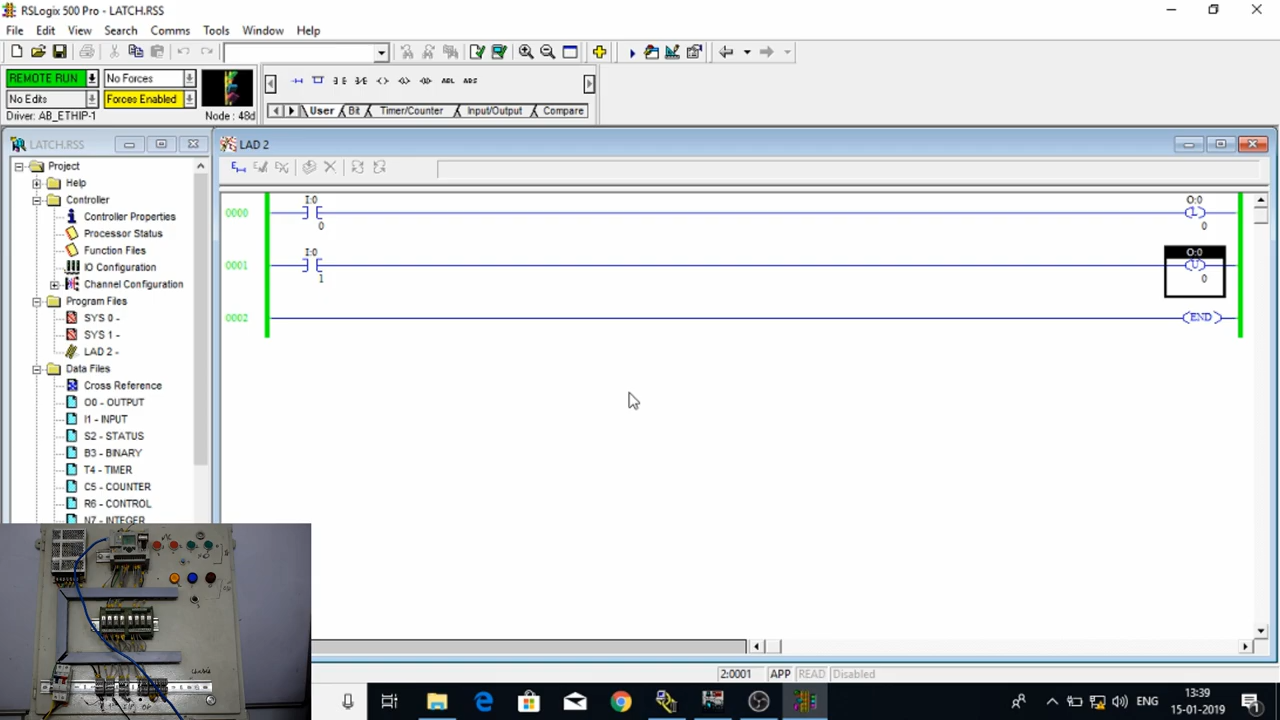 RSLogix 500 Pro - LATCH.RSS
File Edit View Search Comms Tools Window Help
REMOTE RUN No Forces
No Edits Forces Enabled
Driver: AB_ETHIP-1 Node : 48d
User Bit Timer/Counter Input/Output Compare
LATCH.RSS
Project
Help
Controller
Controller Properties
Processor Status
Function Files
IO Configuration
Channel Configuration
Program Files
SYS 0 -
SYS 1 -
LAD 2 -
Data Files
Cross Reference
O0 - OUTPUT
I1 - INPUT
S2 - STATUS
B3 - BINARY
T4 - TIMER
C5 - COUNTER
R6 - CONTROL
N7 - INTEGER
LAD 2
I:0 O:0
0000 L
0 0
I:0 O:0
0001 U
1 0
0002 END
2:0001 APP READ Disabled
ENG 13:39
15-01-2019